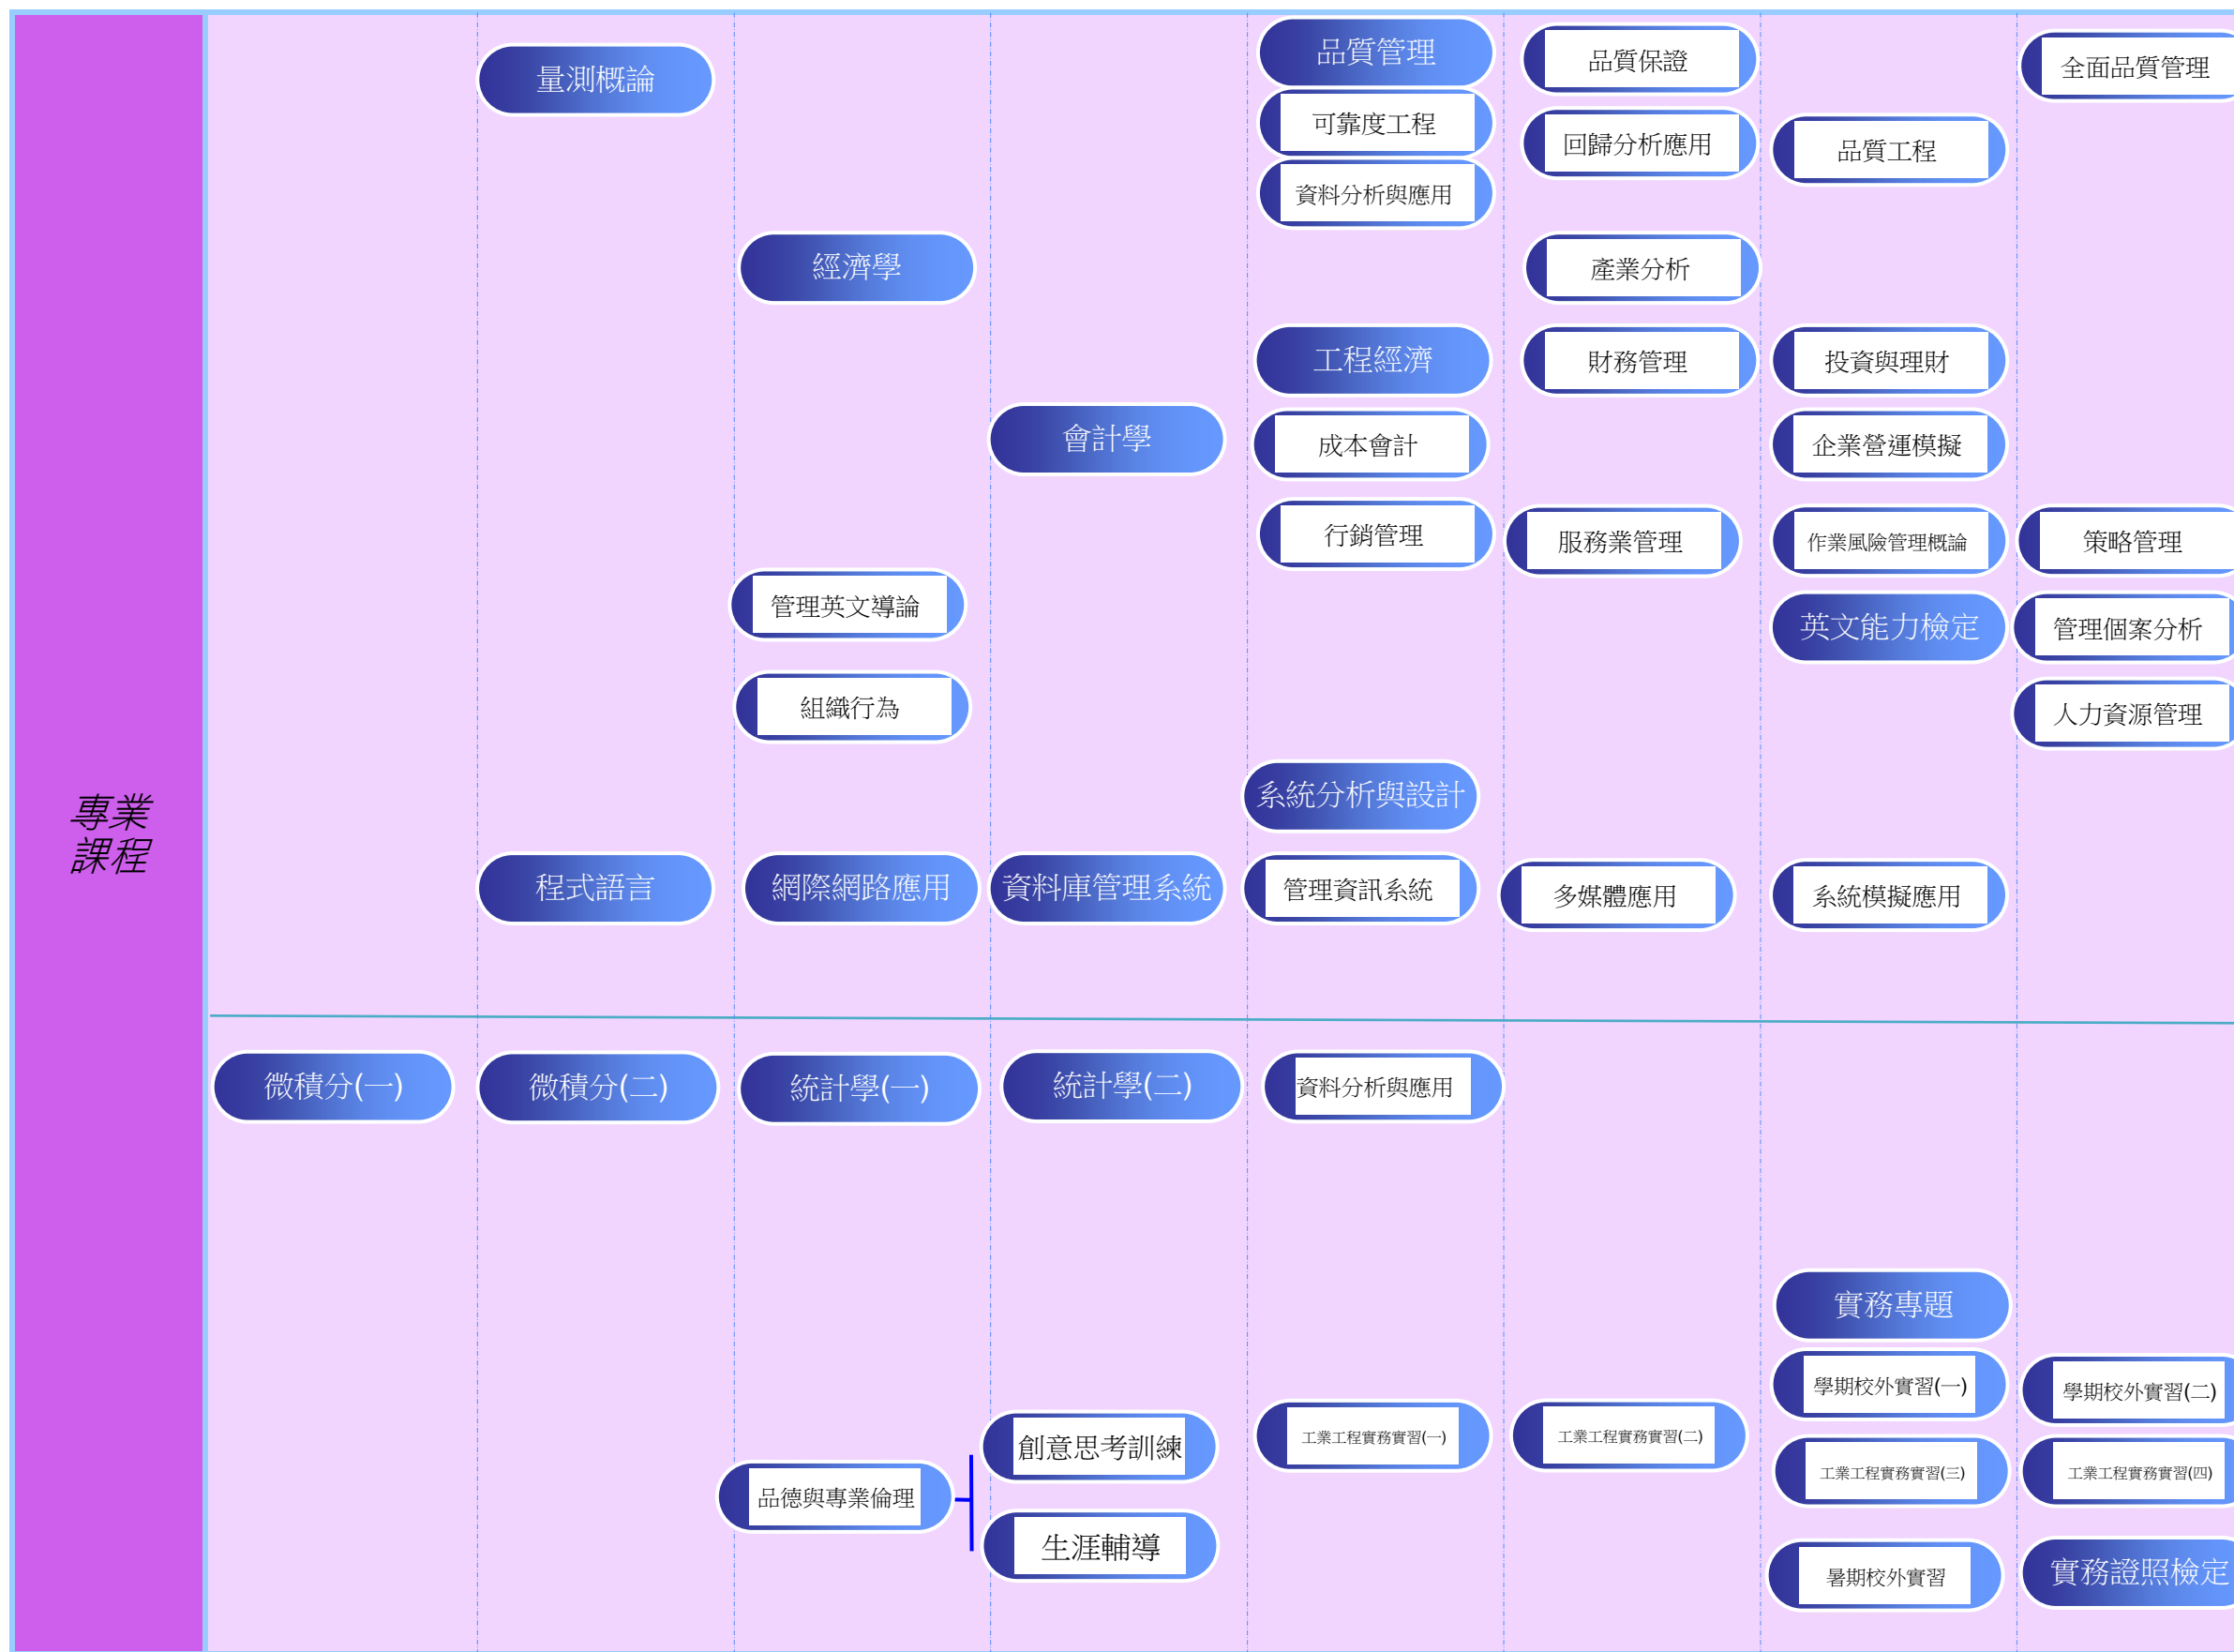 專業
課程
量測概論
品質管理
品質保證
全面品質管理
可靠度工程
回歸分析應用
品質工程
資料分析與應用
經濟學
產業分析
工程經濟
財務管理
投資與理財
會計學
成本會計
企業營運模擬
行銷管理
服務業管理
作業風險管理概論
策略管理
管理英文導論
英文能力檢定
管理個案分析
組織行為
人力資源管理
系統分析與設計
程式語言
網際網路應用
資料庫管理系統
管理資訊系統
多媒體應用
系統模擬應用
微積分(一)
微積分(二)
統計學(一)
統計學(二)
資料分析與應用
實務專題
學期校外實習(一)
學期校外實習(二)
創意思考訓練
工業工程實務實習(一)
工業工程實務實習(二)
工業工程實務實習(三)
工業工程實務實習(四)
品德與專業倫理
生涯輔導
暑期校外實習
實務證照檢定